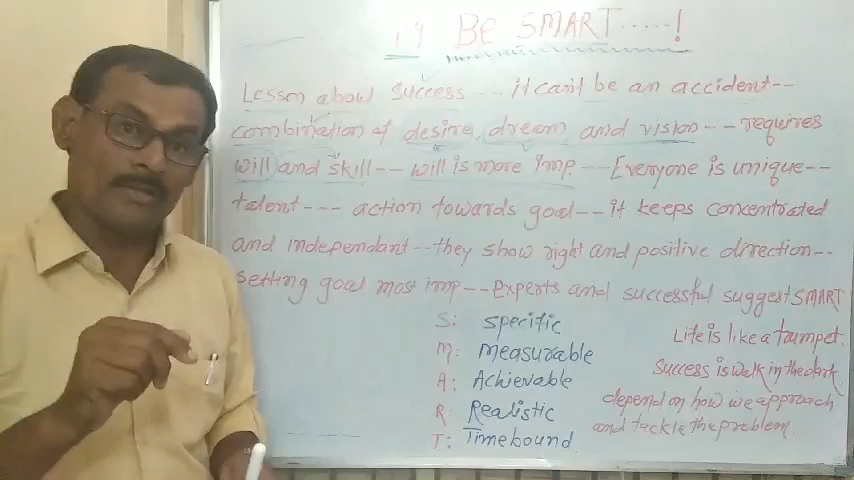 1.9 Be SMART.....!
Lesson about success --- it can't be an accident --
combination of desire, dream, and vision -- requires
will and skill -- will is more imp -- Everyone is unique --
talent --- action towards goal -- it keeps concentrated
and independant -- they show right and positive direction --
setting goal most imp -- Experts and successful suggest SMART
S: specific
M: Measurable
A: Achievable
R: Realistic
T: Timebound
Life is like a trumpet.
Success is walk in the dark.
depend on how we approach
and tackle the problem.